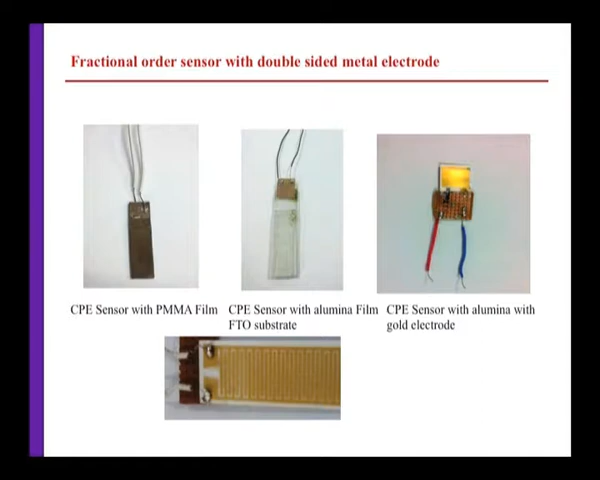 Fractional order sensor with double sided metal electrode
CPE Sensor with PMMA Film
CPE Sensor with alumina Film
FTO substrate
CPE Sensor with alumina with
gold electrode